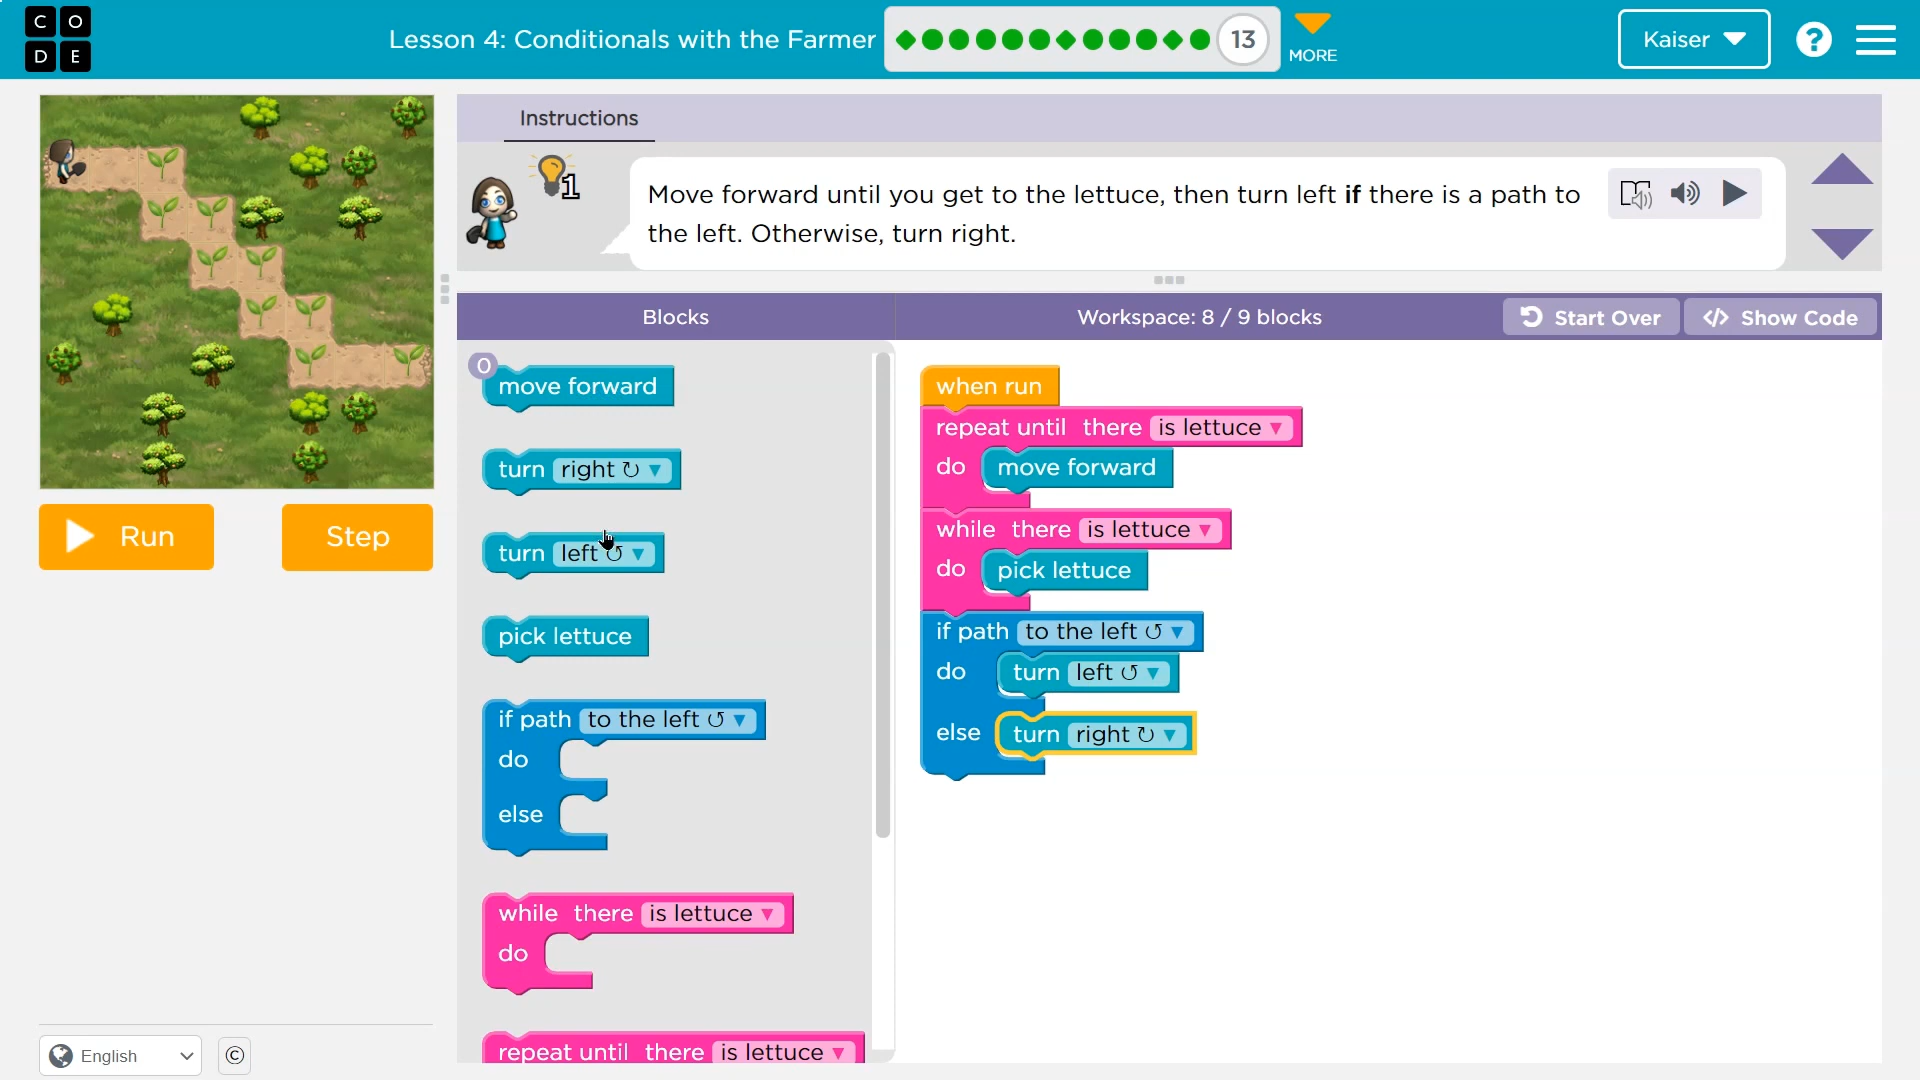 C O
D E
Lesson 4: Conditionals with the Farmer
13
MORE
Kaiser
?
Instructions
1
Move forward until you get to the lettuce, then turn left if there is a path to
the left. Otherwise, turn right.
Blocks
Workspace: 8 / 9 blocks
Start Over
</> Show Code
0
move forward
turn right ↻ ▼
turn left ↺ ▼
pick lettuce
if path to the left ↺ ▼
do
else
while there is lettuce ▼
do
repeat until there is lettuce ▼
when run
repeat until there is lettuce ▼
do move forward
while there is lettuce ▼
do pick lettuce
if path to the left ↺ ▼
do turn left ↺ ▼
else turn right ↻ ▼
Run
Step
English
©